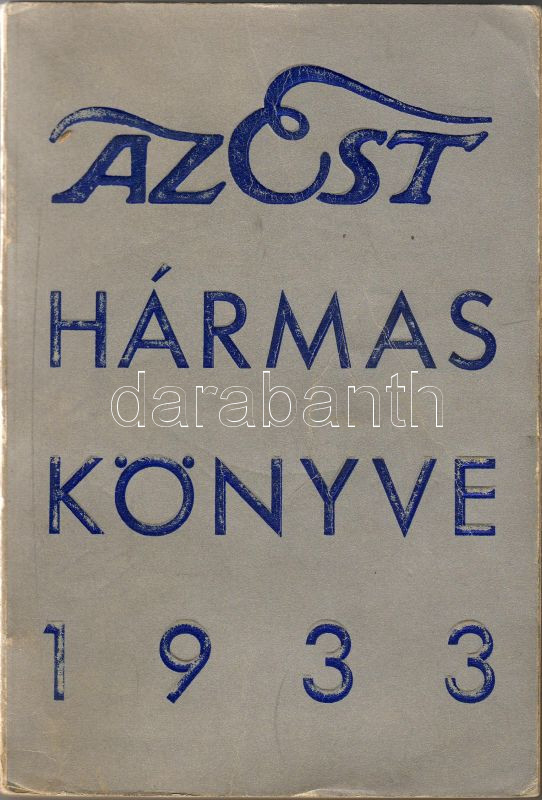 AZ EST
HÁRMAS
darabanth
KÖNYVE
1933